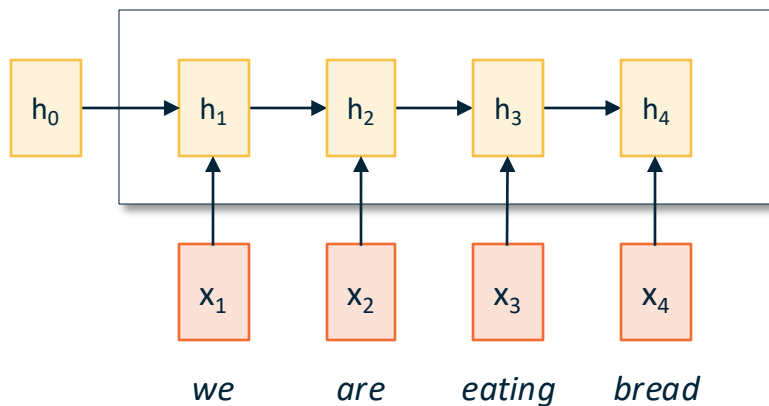 h₀ h₁ h₂ h₃ h₄
x₁ x₂ x₃ x₄
we are eating bread